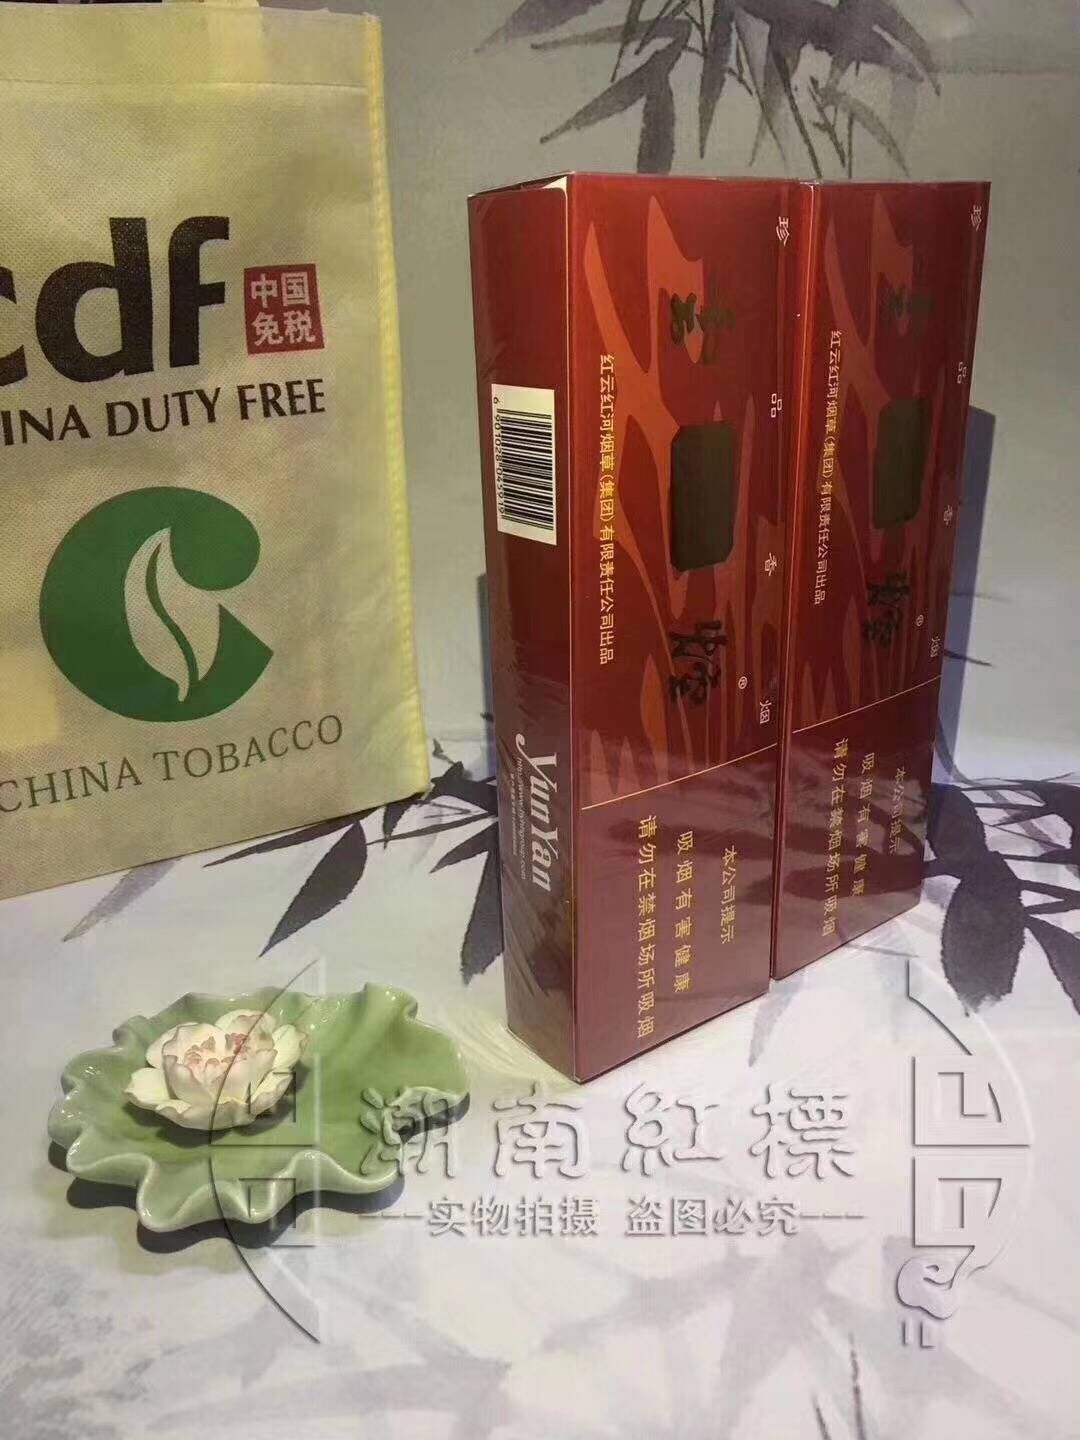 cdf
中国
免税
INA DUTY FREE
CHINA TOBACCO
6 901028 045919
YunYan
珍品香烟
红云红河烟草(集团)有限责任公司出品
®
本公司提示
吸烟有害健康
请勿在禁烟场所吸烟
珍品香烟
红云红河烟草(集团)有限责任公司出品
®
本公司提示
吸烟有害健康
请勿在禁烟场所吸烟
潮南紅標
---实物拍摄 盗图必究---